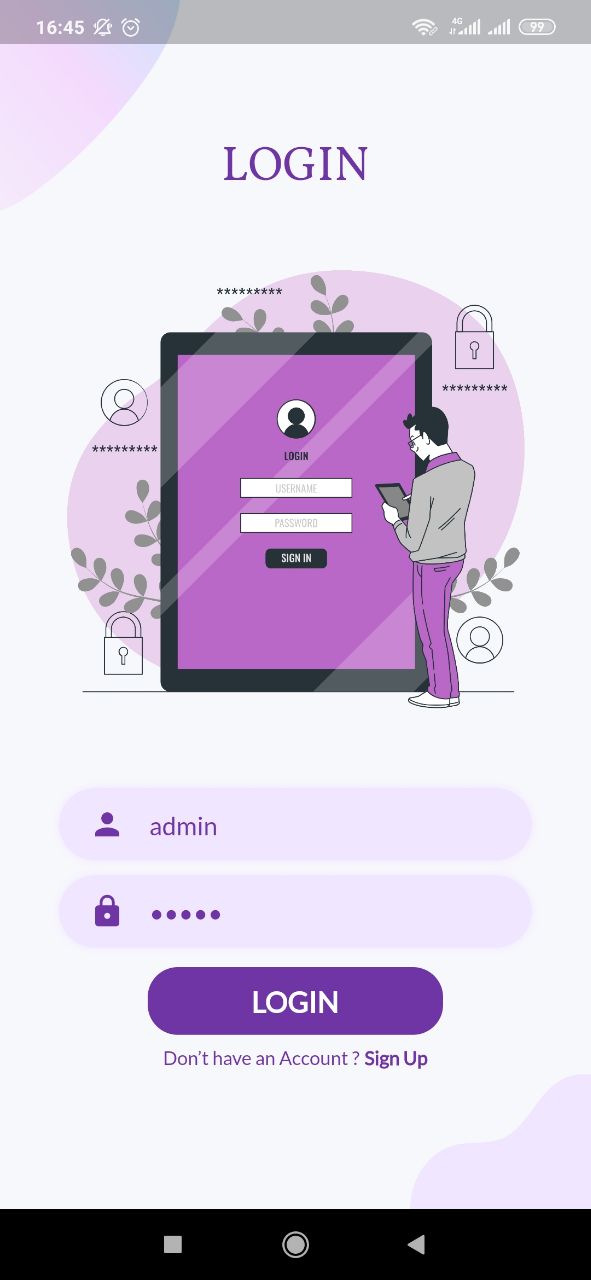 16:45
4G
99
LOGIN
*********
*********
*********
LOGIN
USERNAME
PASSWORD
SIGN IN
admin
•••••
LOGIN
Don't have an Account ? Sign Up